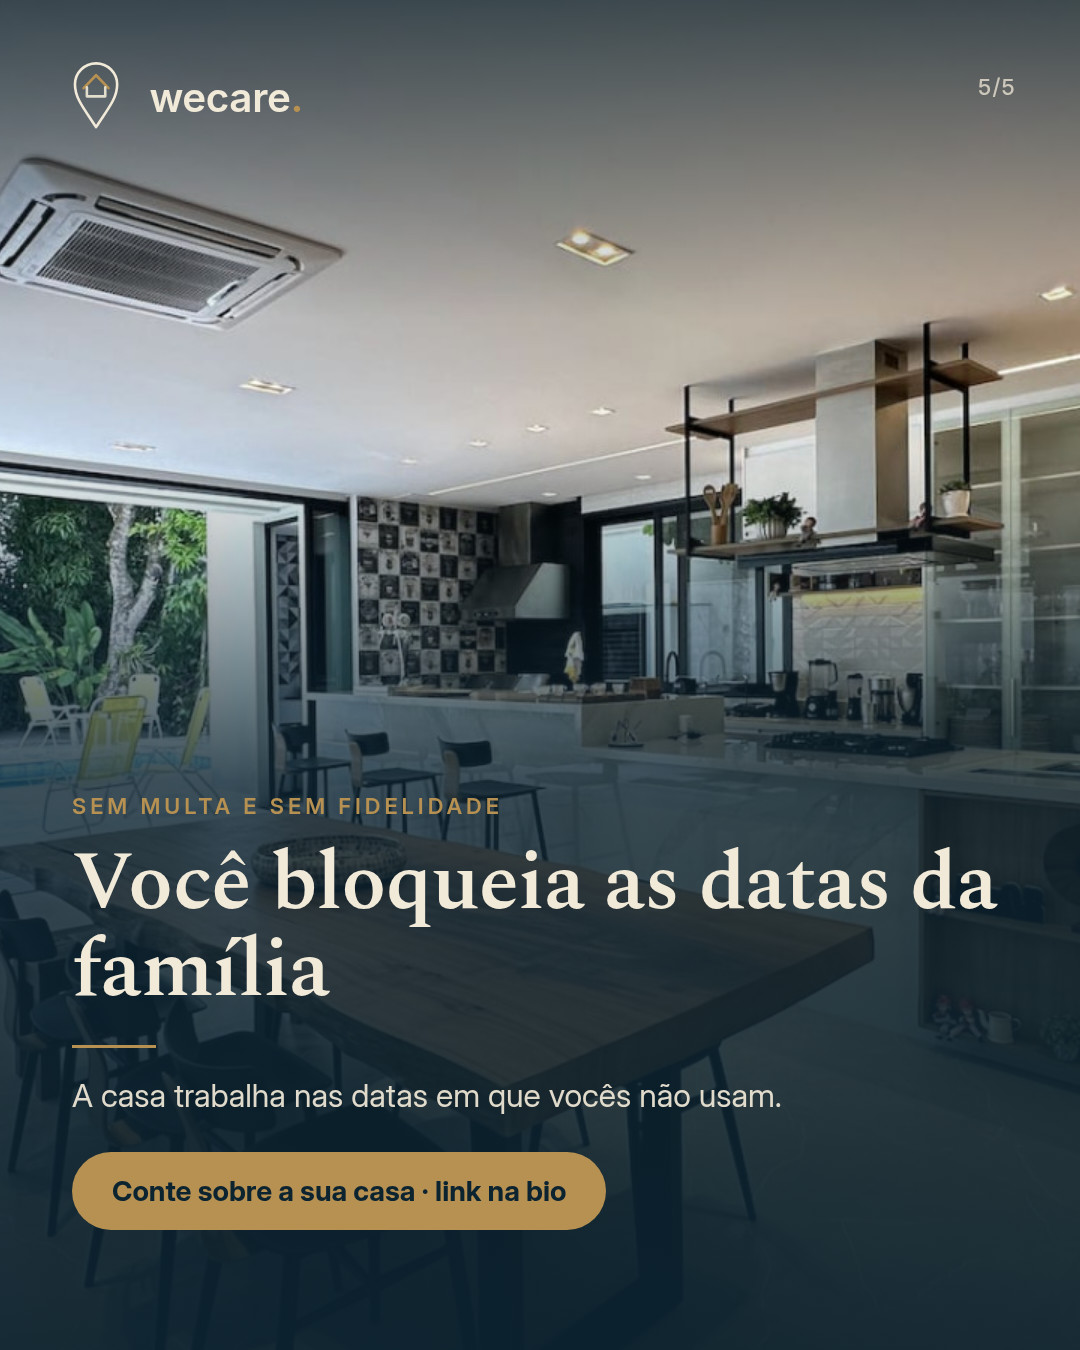 wecare.
5/5
SEM MULTA E SEM FIDELIDADE
Você bloqueia as datas da
família
A casa trabalha nas datas em que vocês não usam.
Conte sobre a sua casa · link na bio